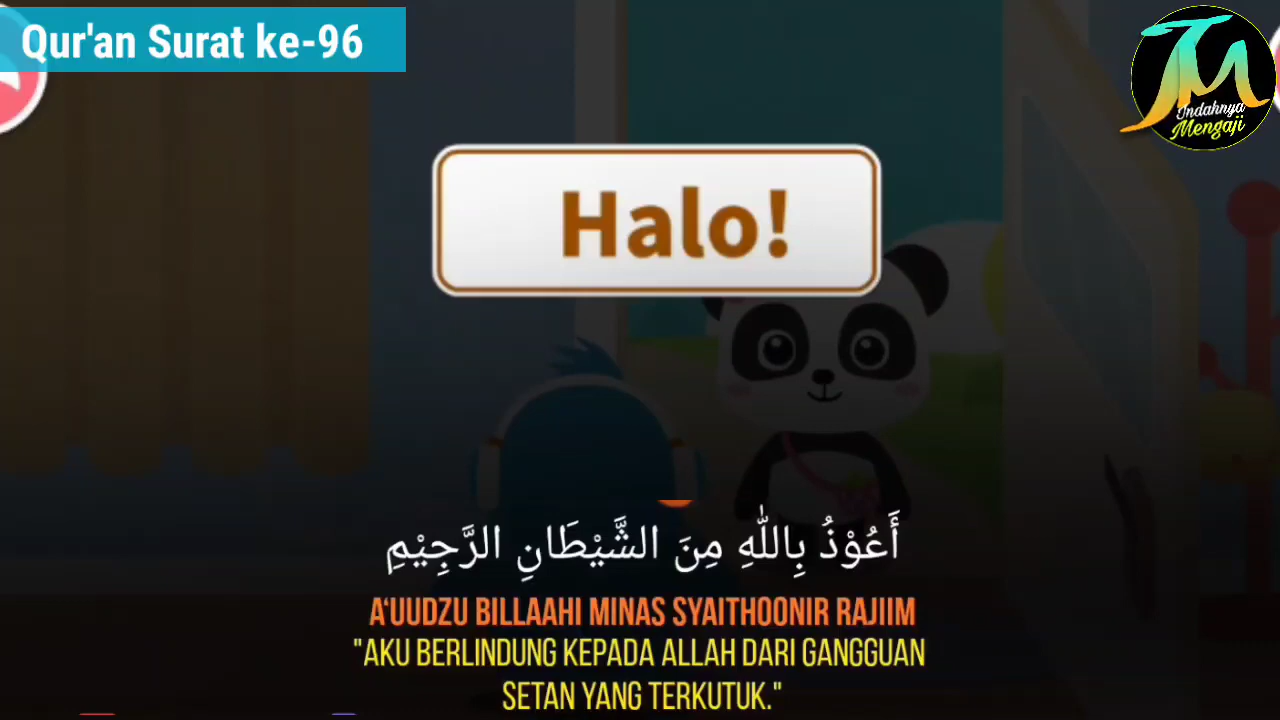 Qur'an Surat ke-96
Indahnya
Mengaji
Halo!
أَعُوْذُ بِاللّٰهِ مِنَ الشَّيْطَانِ الرَّجِيْمِ
A‘UUDZU BILLAAHI MINAS SYAITHOONIR RAJIIM
"AKU BERLINDUNG KEPADA ALLAH DARI GANGGUAN
SETAN YANG TERKUTUK."